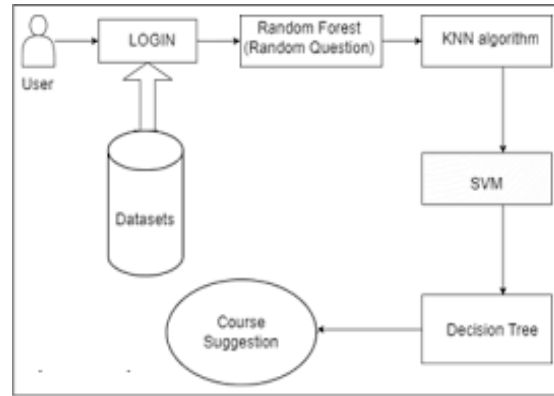 User
LOGIN
Random Forest
(Random Question)
KNN algorithm
Datasets
SVM
Decision Tree
Course
Suggestion